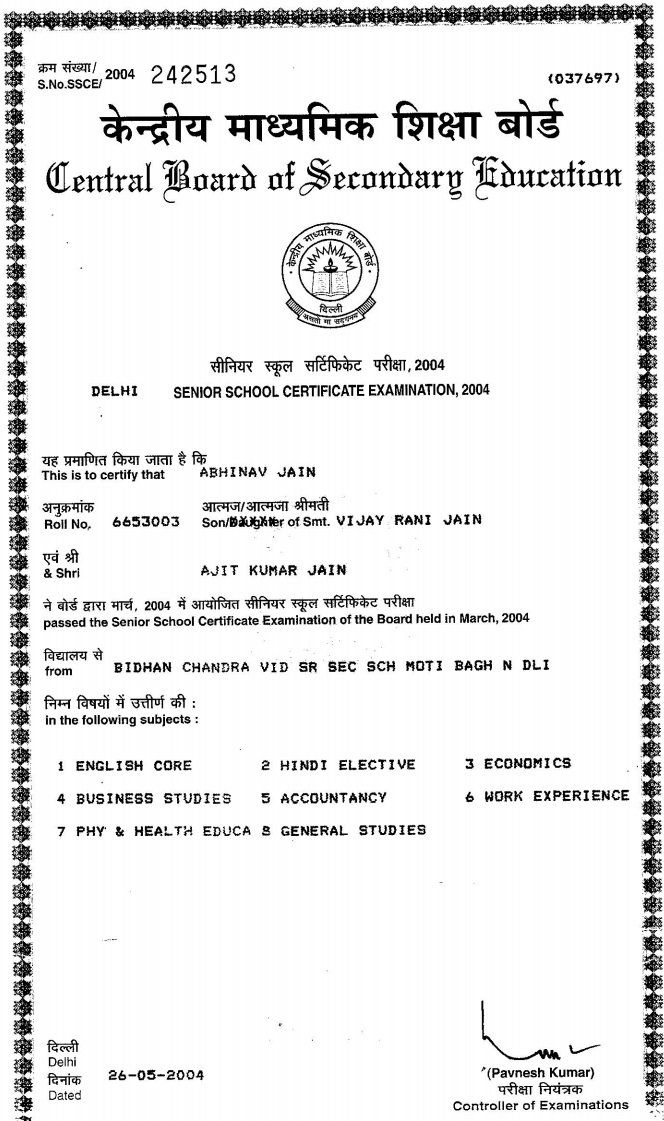 क्रम संख्या/
S.No.SSCE/ 2004 242513
(037697)
केन्द्रीय माध्यमिक शिक्षा बोर्ड
Central Board of Secondary Education
केन्द्रीय माध्यमिक शिक्षा बोर्ड
दिल्ली
असतो मा सद्गमय
सीनियर स्कूल सर्टिफिकेट परीक्षा, 2004
DELHI SENIOR SCHOOL CERTIFICATE EXAMINATION, 2004
यह प्रमाणित किया जाता है कि
This is to certify that ABHINAV JAIN
अनुक्रमांक आत्मज/आत्मजा श्रीमती
Roll No. 6653003 Son/Daughter of Smt. VIJAY RANI JAIN
एवं श्री
& Shri AJIT KUMAR JAIN
ने बोर्ड द्वारा मार्च, 2004 में आयोजित सीनियर स्कूल सर्टिफिकेट परीक्षा
passed the Senior School Certificate Examination of the Board held in March, 2004
विद्यालय से
from BIDHAN CHANDRA VID SR SEC SCH MOTI BAGH N DLI
निम्न विषयों में उत्तीर्ण की :
in the following subjects :
1 ENGLISH CORE 2 HINDI ELECTIVE 3 ECONOMICS
4 BUSINESS STUDIES 5 ACCOUNTANCY 6 WORK EXPERIENCE
7 PHY & HEALTH EDUCA 8 GENERAL STUDIES
दिल्ली
Delhi
दिनांक 26-05-2004
Dated
(Pavnesh Kumar)
परीक्षा नियंत्रक
Controller of Examinations